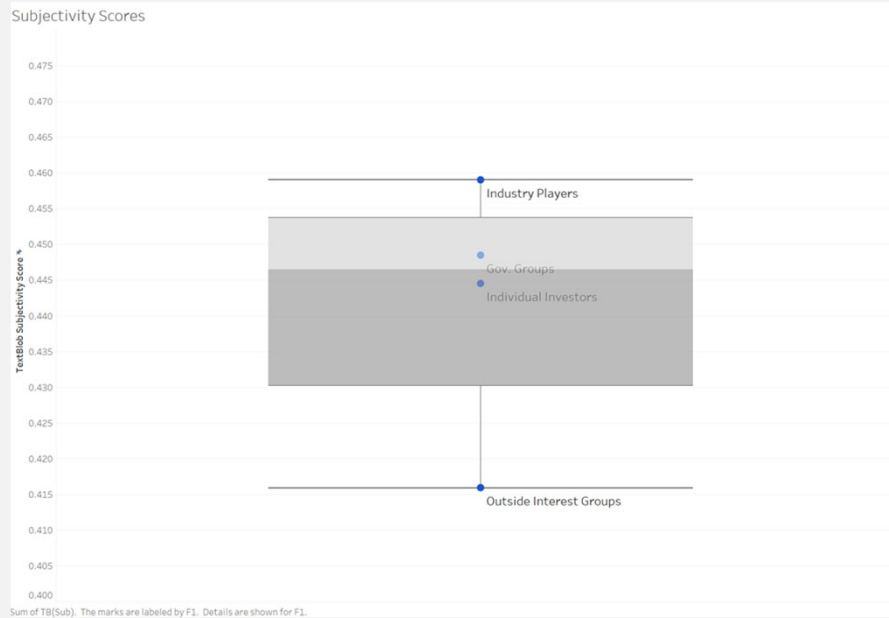 Subjectivity Scores
0.475
0.470
0.465
0.460
0.455
0.450
0.445
0.440
0.435
0.430
0.425
0.420
0.415
0.410
0.405
0.400
TextBlob Subjectivity Score
Industry Players
Gov. Groups
Individual Investors
Outside Interest Groups
Sum of TB(Sub). The marks are labeled by F1. Details are shown for F1.